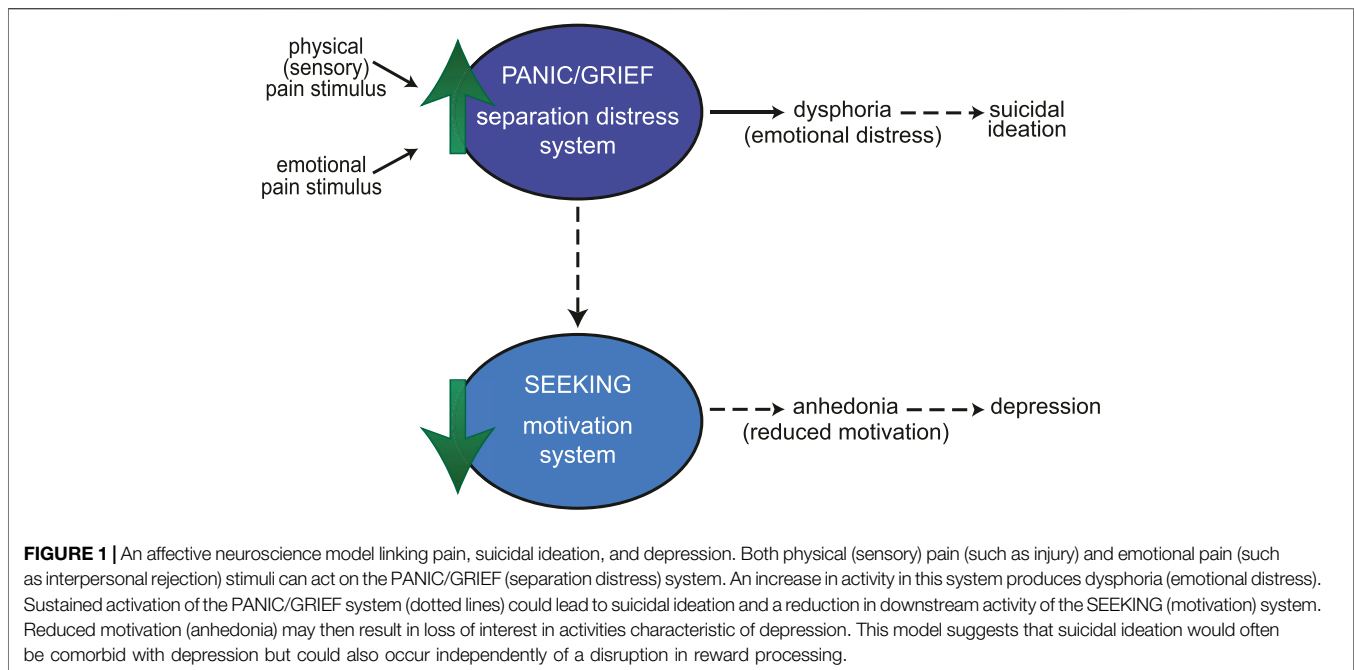 physical
(sensory)
pain stimulus
emotional
pain stimulus
PANIC/GRIEF
separation distress
system
dysphoria
(emotional distress)
suicidal
ideation
SEEKING
motivation
system
anhedonia
(reduced motivation)
depression
FIGURE 1 | An affective neuroscience model linking pain, suicidal ideation, and depression. Both physical (sensory) pain (such as injury) and emotional pain (such
as interpersonal rejection) stimuli can act on the PANIC/GRIEF (separation distress) system. An increase in activity in this system produces dysphoria (emotional distress).
Sustained activation of the PANIC/GRIEF system (dotted lines) could lead to suicidal ideation and a reduction in downstream activity of the SEEKING (motivation) system.
Reduced motivation (anhedonia) may then result in loss of interest in activities characteristic of depression. This model suggests that suicidal ideation would often
be comorbid with depression but could also occur independently of a disruption in reward processing.